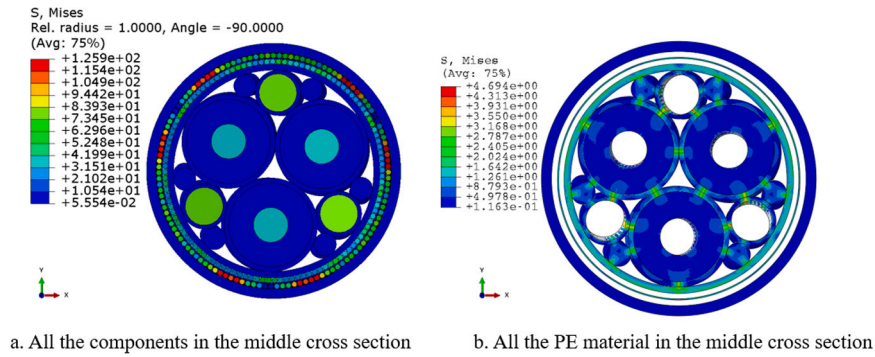 S, Mises
Rel. radius = 1.0000, Angle = -90.0000
(Avg: 75%)
+1.259e+02
+1.154e+02
+1.049e+02
+9.442e+01
+8.393e+01
+7.345e+01
+6.296e+01
+5.248e+01
+4.199e+01
+3.151e+01
+2.102e+01
+1.054e+01
+5.554e-02
Y
X
S, Mises
(Avg: 75%)
+4.694e+00
+4.313e+00
+3.931e+00
+3.550e+00
+3.168e+00
+2.787e+00
+2.405e+00
+2.024e+00
+1.642e+00
+1.261e+00
+8.793e-01
+4.978e-01
+1.163e-01
Y
X
a. All the components in the middle cross section
b. All the PE material in the middle cross section